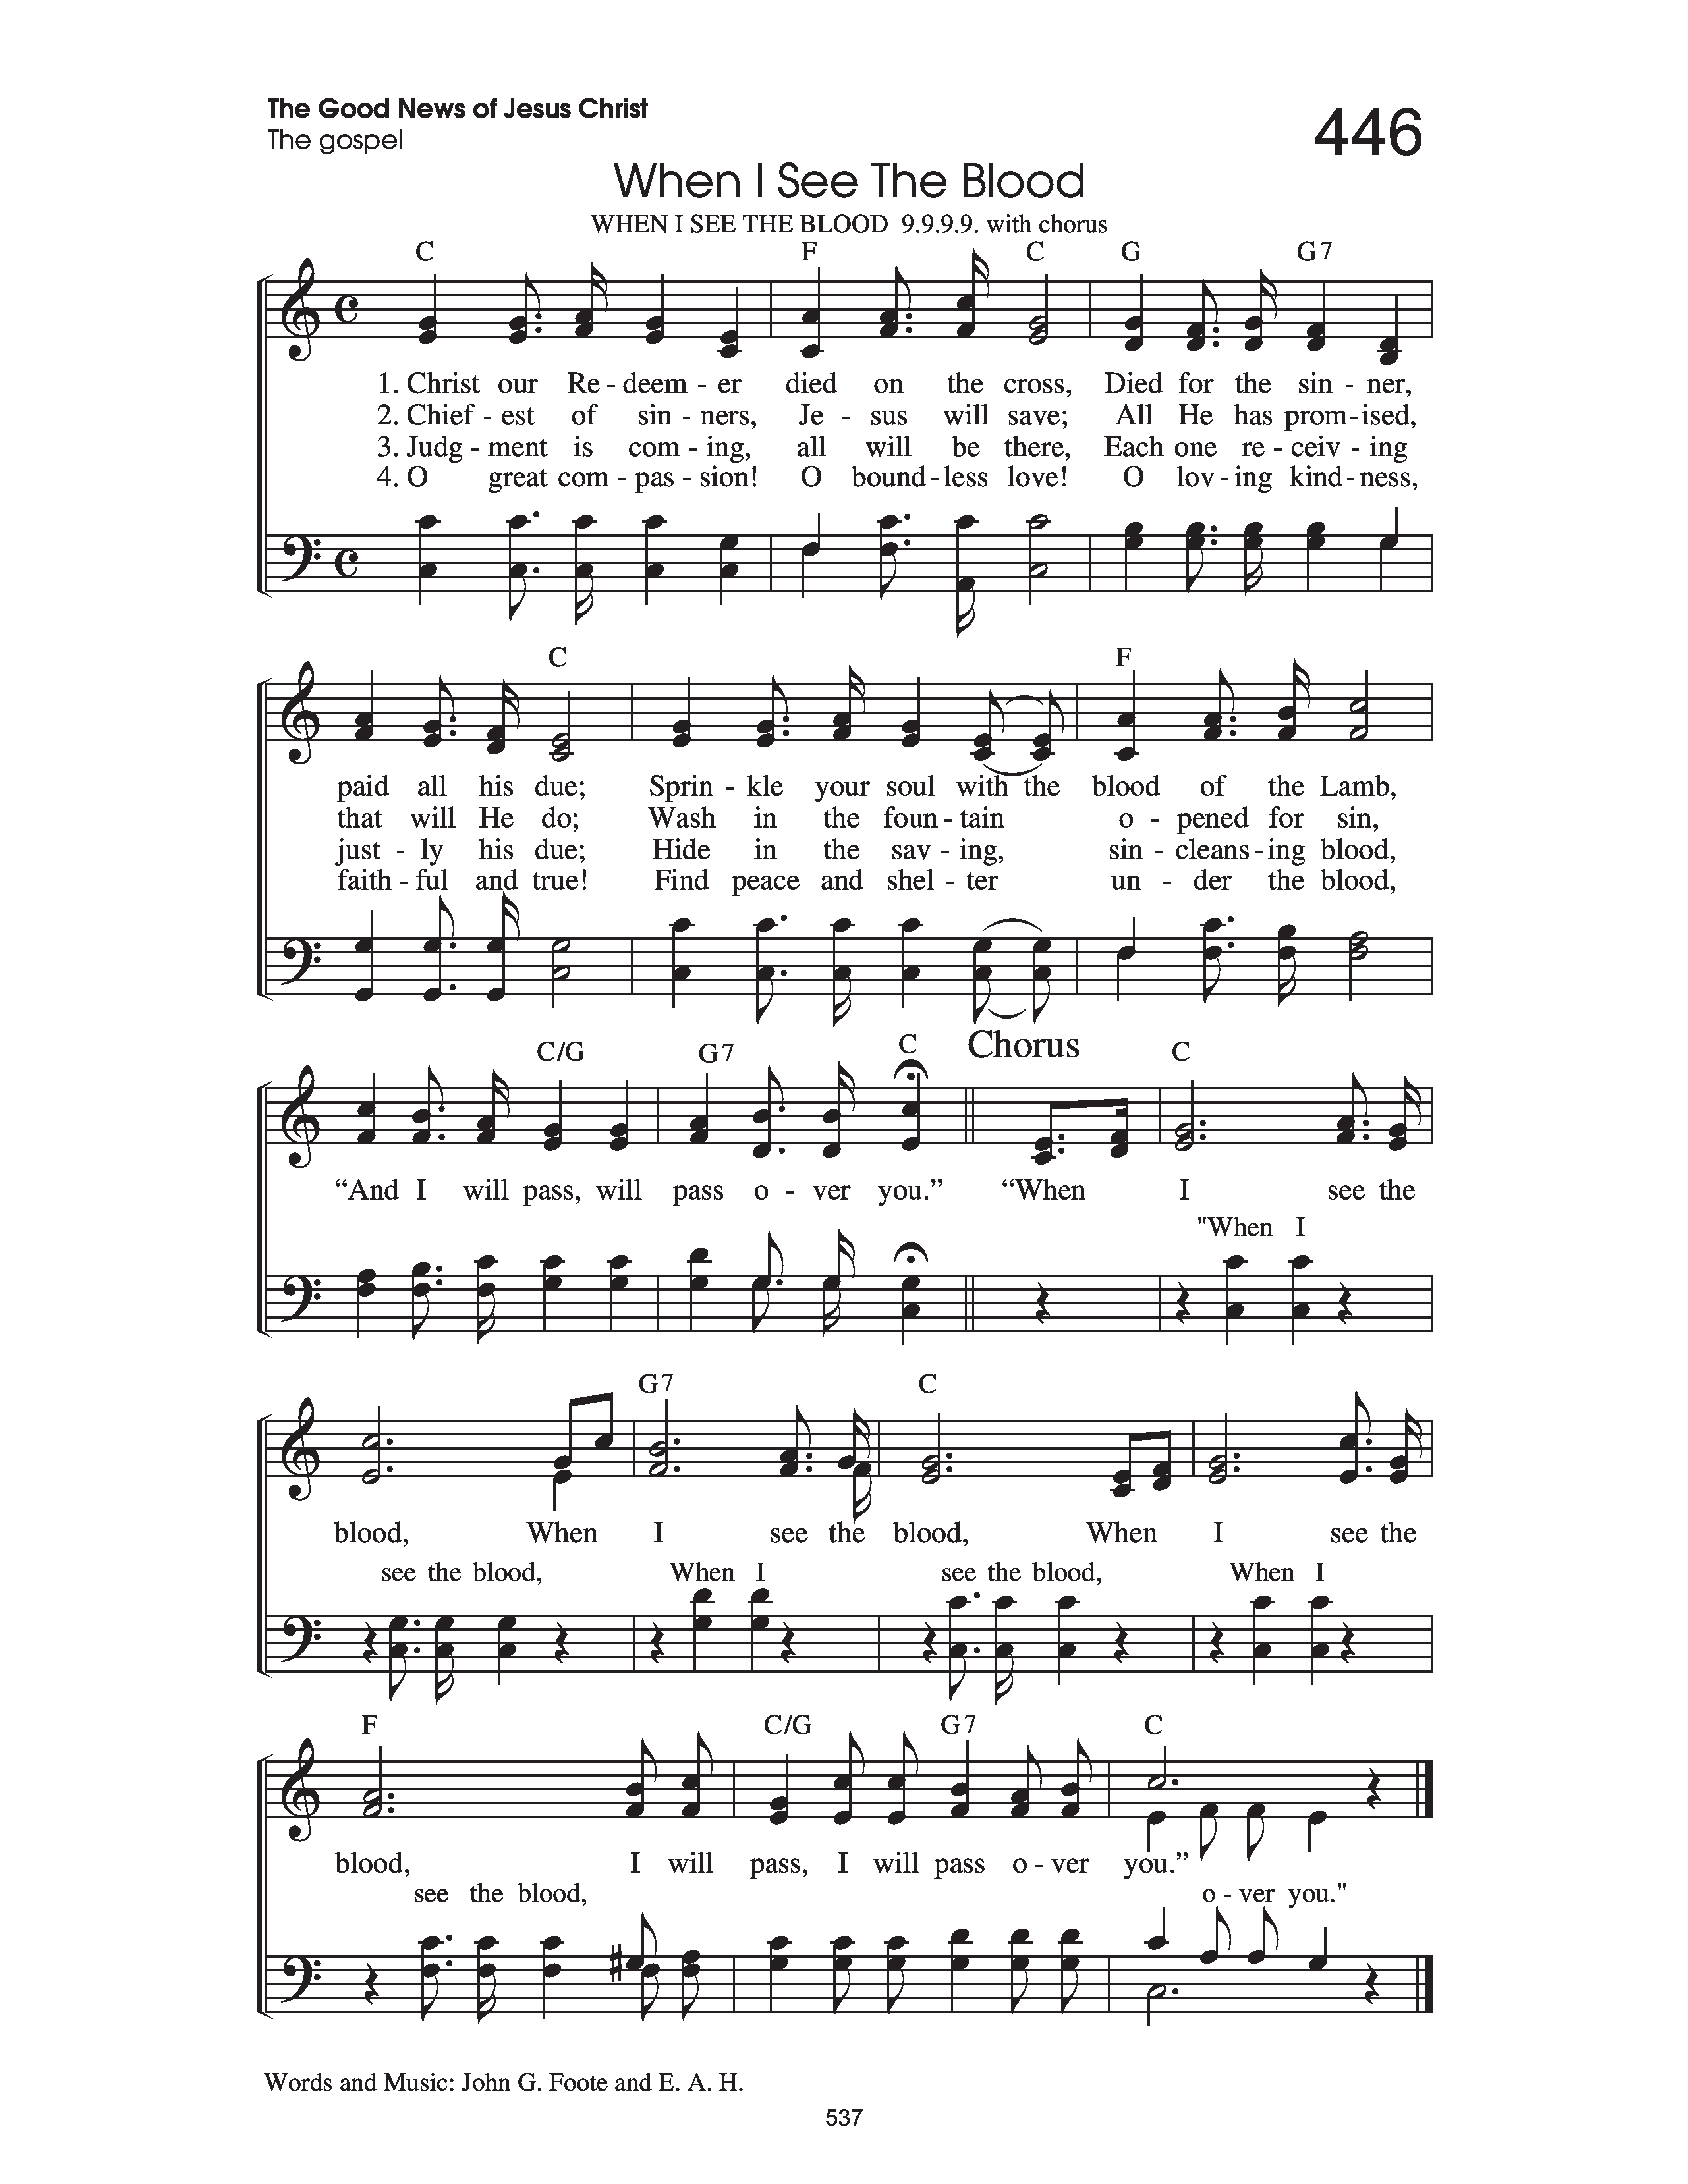 The Good News of Jesus Christ
The gospel
446
When I See The Blood
WHEN I SEE THE BLOOD 9.9.9.9. with chorus
C F C G G7
1. Christ our Re - deem - er died on the cross, Died for the sin - ner,
2. Chief - est of sin - ners, Je - sus will save; All He has prom - ised,
3. Judg - ment is com - ing, all will be there, Each one re - ceiv - ing
4. O great com - pas - sion! O bound - less love! O lov - ing kind - ness,
C F
paid all his due; Sprin - kle your soul with the blood of the Lamb,
that will He do; Wash in the foun - tain o - pened for sin,
just - ly his due; Hide in the sav - ing, sin - cleans - ing blood,
faith - ful and true! Find peace and shel - ter un - der the blood,
C/G G7 C Chorus C
“And I will pass, will pass o - ver you.” “When I see the
"When I
G7 C
blood, When I see the blood, When I see the
see the blood, When I see the blood, When I
F C/G G7 C
blood, I will pass, I will pass o - ver you.”
see the blood, o - ver you."
Words and Music: John G. Foote and E. A. H.
537